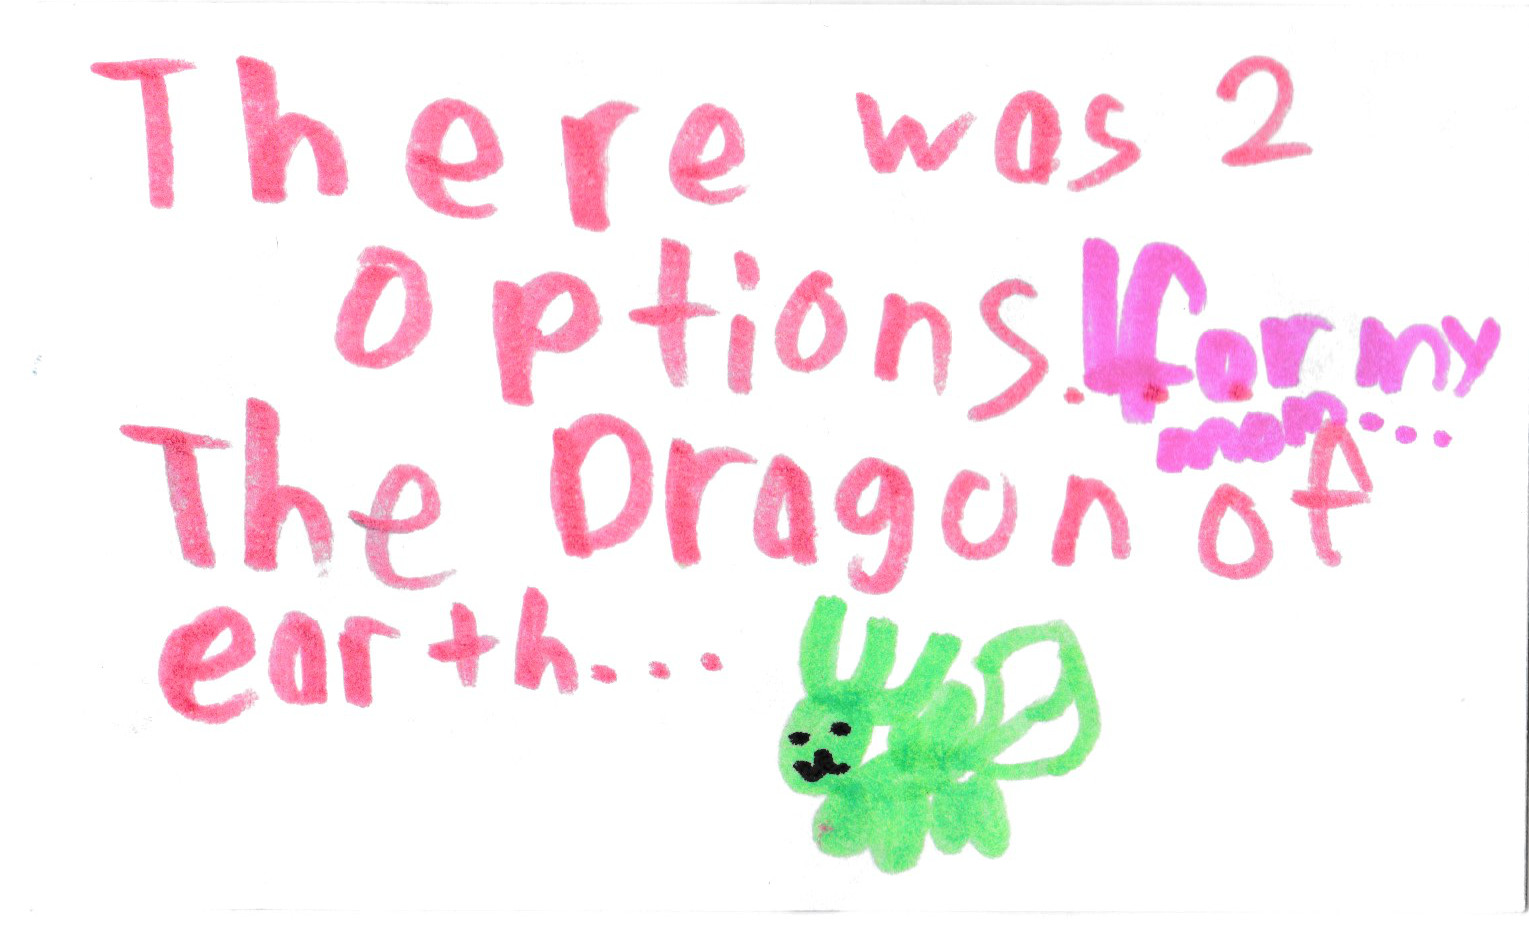 There was 2
options. for my
mom...
The Dragon of
earth...